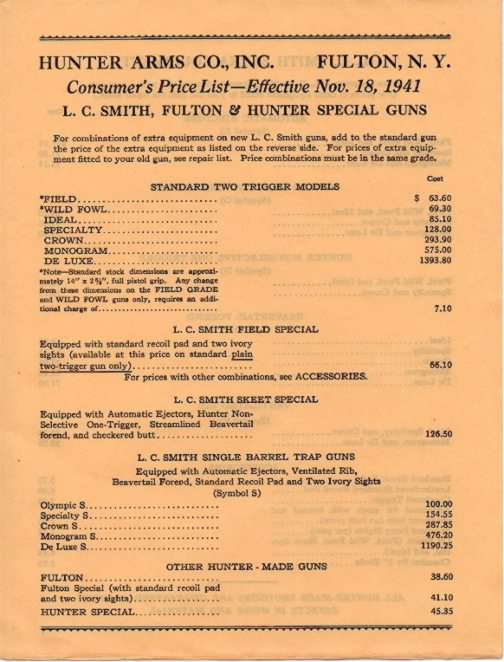 HUNTER ARMS CO., INC. FULTON, N. Y.
Consumer's Price List—Effective Nov. 18, 1941
L. C. SMITH, FULTON & HUNTER SPECIAL GUNS
For combinations of extra equipment on new L. C. Smith guns, add to the standard gun
the price of the extra equipment as listed on the reverse side. For prices of extra equip-
ment fitted to your old gun, see repair list. Price combinations must be in the same grade.
Cost
STANDARD TWO TRIGGER MODELS
*FIELD........................ $ 63.60
*WILD FOWL........................ 69.30
IDEAL........................ 85.10
SPECIALTY........................ 128.00
CROWN........................ 293.90
MONOGRAM........................ 575.00
DE LUXE........................ 1393.80
*Note—Standard stock dimensions are approxi-
mately 14" x 2¾", full pistol grip. Any change
from these dimensions on the FIELD GRADE
and WILD FOWL guns only, requires an addi-
tional charge of........................ 7.10
L. C. SMITH FIELD SPECIAL
Equipped with standard recoil pad and two ivory
sights (available at this price on standard plain
two-trigger gun only)........................ 66.10
For prices with other combinations, see ACCESSORIES.
L. C. SMITH SKEET SPECIAL
Equipped with Automatic Ejectors, Hunter Non-
Selective One-Trigger, Streamlined Beavertail
forend, and checkered butt........................ 126.50
L. C. SMITH SINGLE BARREL TRAP GUNS
Equipped with Automatic Ejectors, Ventilated Rib,
Beavertail Forend, Standard Recoil Pad and Two Ivory Sights
(Symbol S)
Olympic S........................ 100.00
Specialty S........................ 154.55
Crown S........................ 287.85
Monogram S........................ 476.20
De Luxe S........................ 1190.25
OTHER HUNTER-MADE GUNS
FULTON........................ 38.60
Fulton Special (with standard recoil pad
and two ivory sights)........................ 41.10
HUNTER SPECIAL........................ 45.35